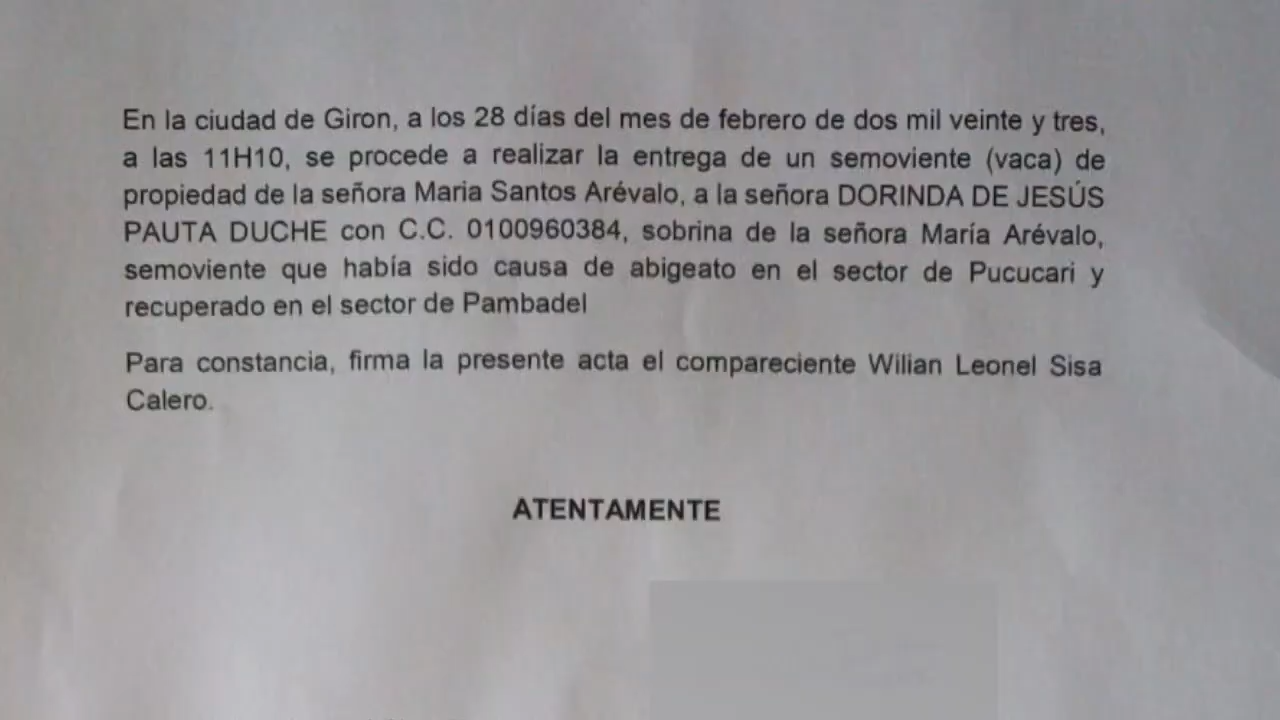 En la ciudad de Giron, a los 28 días del mes de febrero de dos mil veinte y tres,
a las 11H10, se procede a realizar la entrega de un semoviente (vaca) de
propiedad de la señora Maria Santos Arévalo, a la señora DORINDA DE JESÚS
PAUTA DUCHE con C.C. 0100960384, sobrina de la señora María Arévalo,
semoviente que había sido causa de abigeato en el sector de Pucucari y
recuperado en el sector de Pambadel
Para constancia, firma la presente acta el compareciente Wilian Leonel Sisa
Calero.
ATENTAMENTE